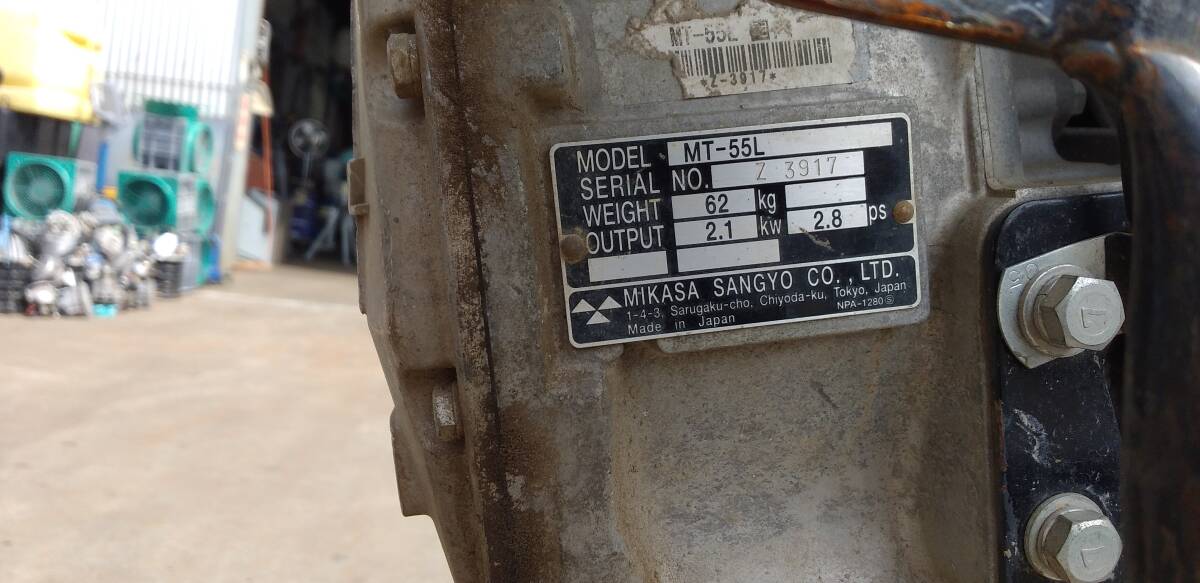 MT-55L
*Z-3917*
MODEL MT-55L
SERIAL NO. Z 3917
WEIGHT 62 kg
OUTPUT 2.1 kw 2.8 ps
MIKASA SANGYO CO., LTD.
1-4-3, Sarugaku-cho, Chiyoda-ku, Tokyo, Japan
Made in Japan NPA-1280Ⓢ